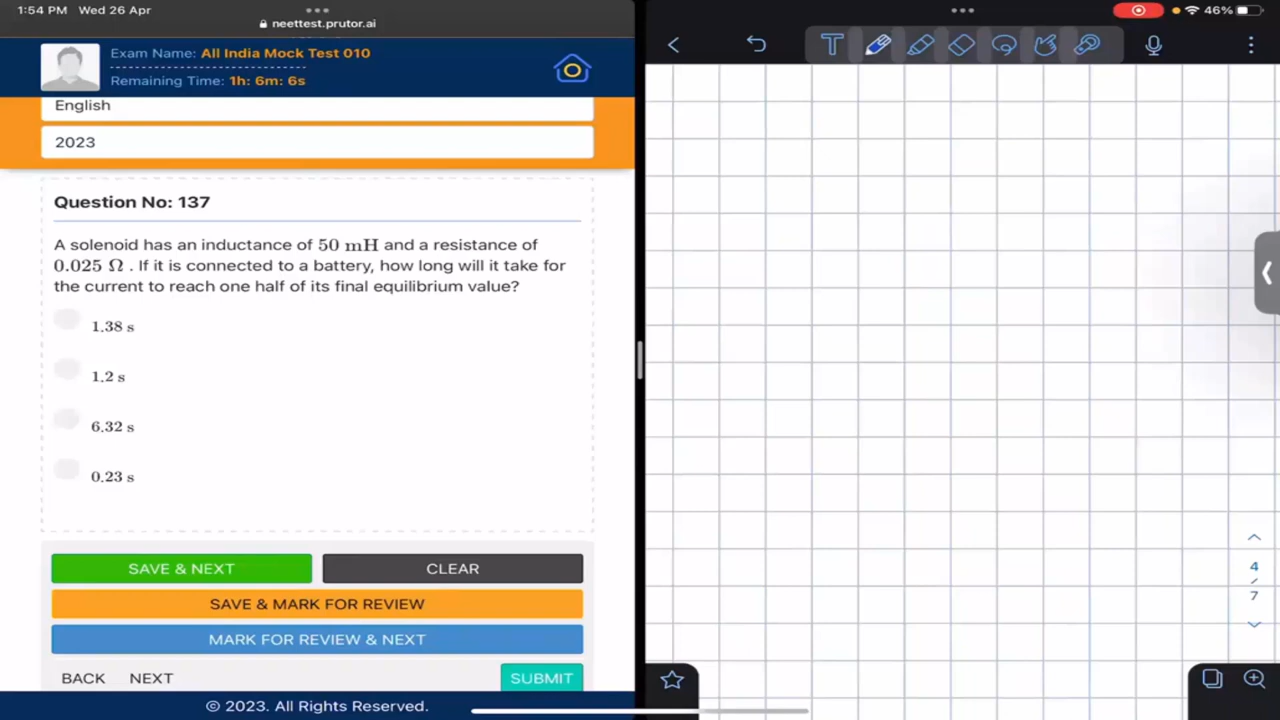 1:54 PM Wed 26 Apr
neettest.prutor.ai
46%
Exam Name: All India Mock Test 010
Remaining Time: 1h: 6m: 6s
English
2023
Question No: 137
A solenoid has an inductance of 50 mH and a resistance of
0.025 Ω . If it is connected to a battery, how long will it take for
the current to reach one half of its final equilibrium value?
1.38 s
1.2 s
6.32 s
0.23 s
SAVE & NEXT
CLEAR
SAVE & MARK FOR REVIEW
MARK FOR REVIEW & NEXT
BACK NEXT SUBMIT
© 2023. All Rights Reserved.
T
4
/
7